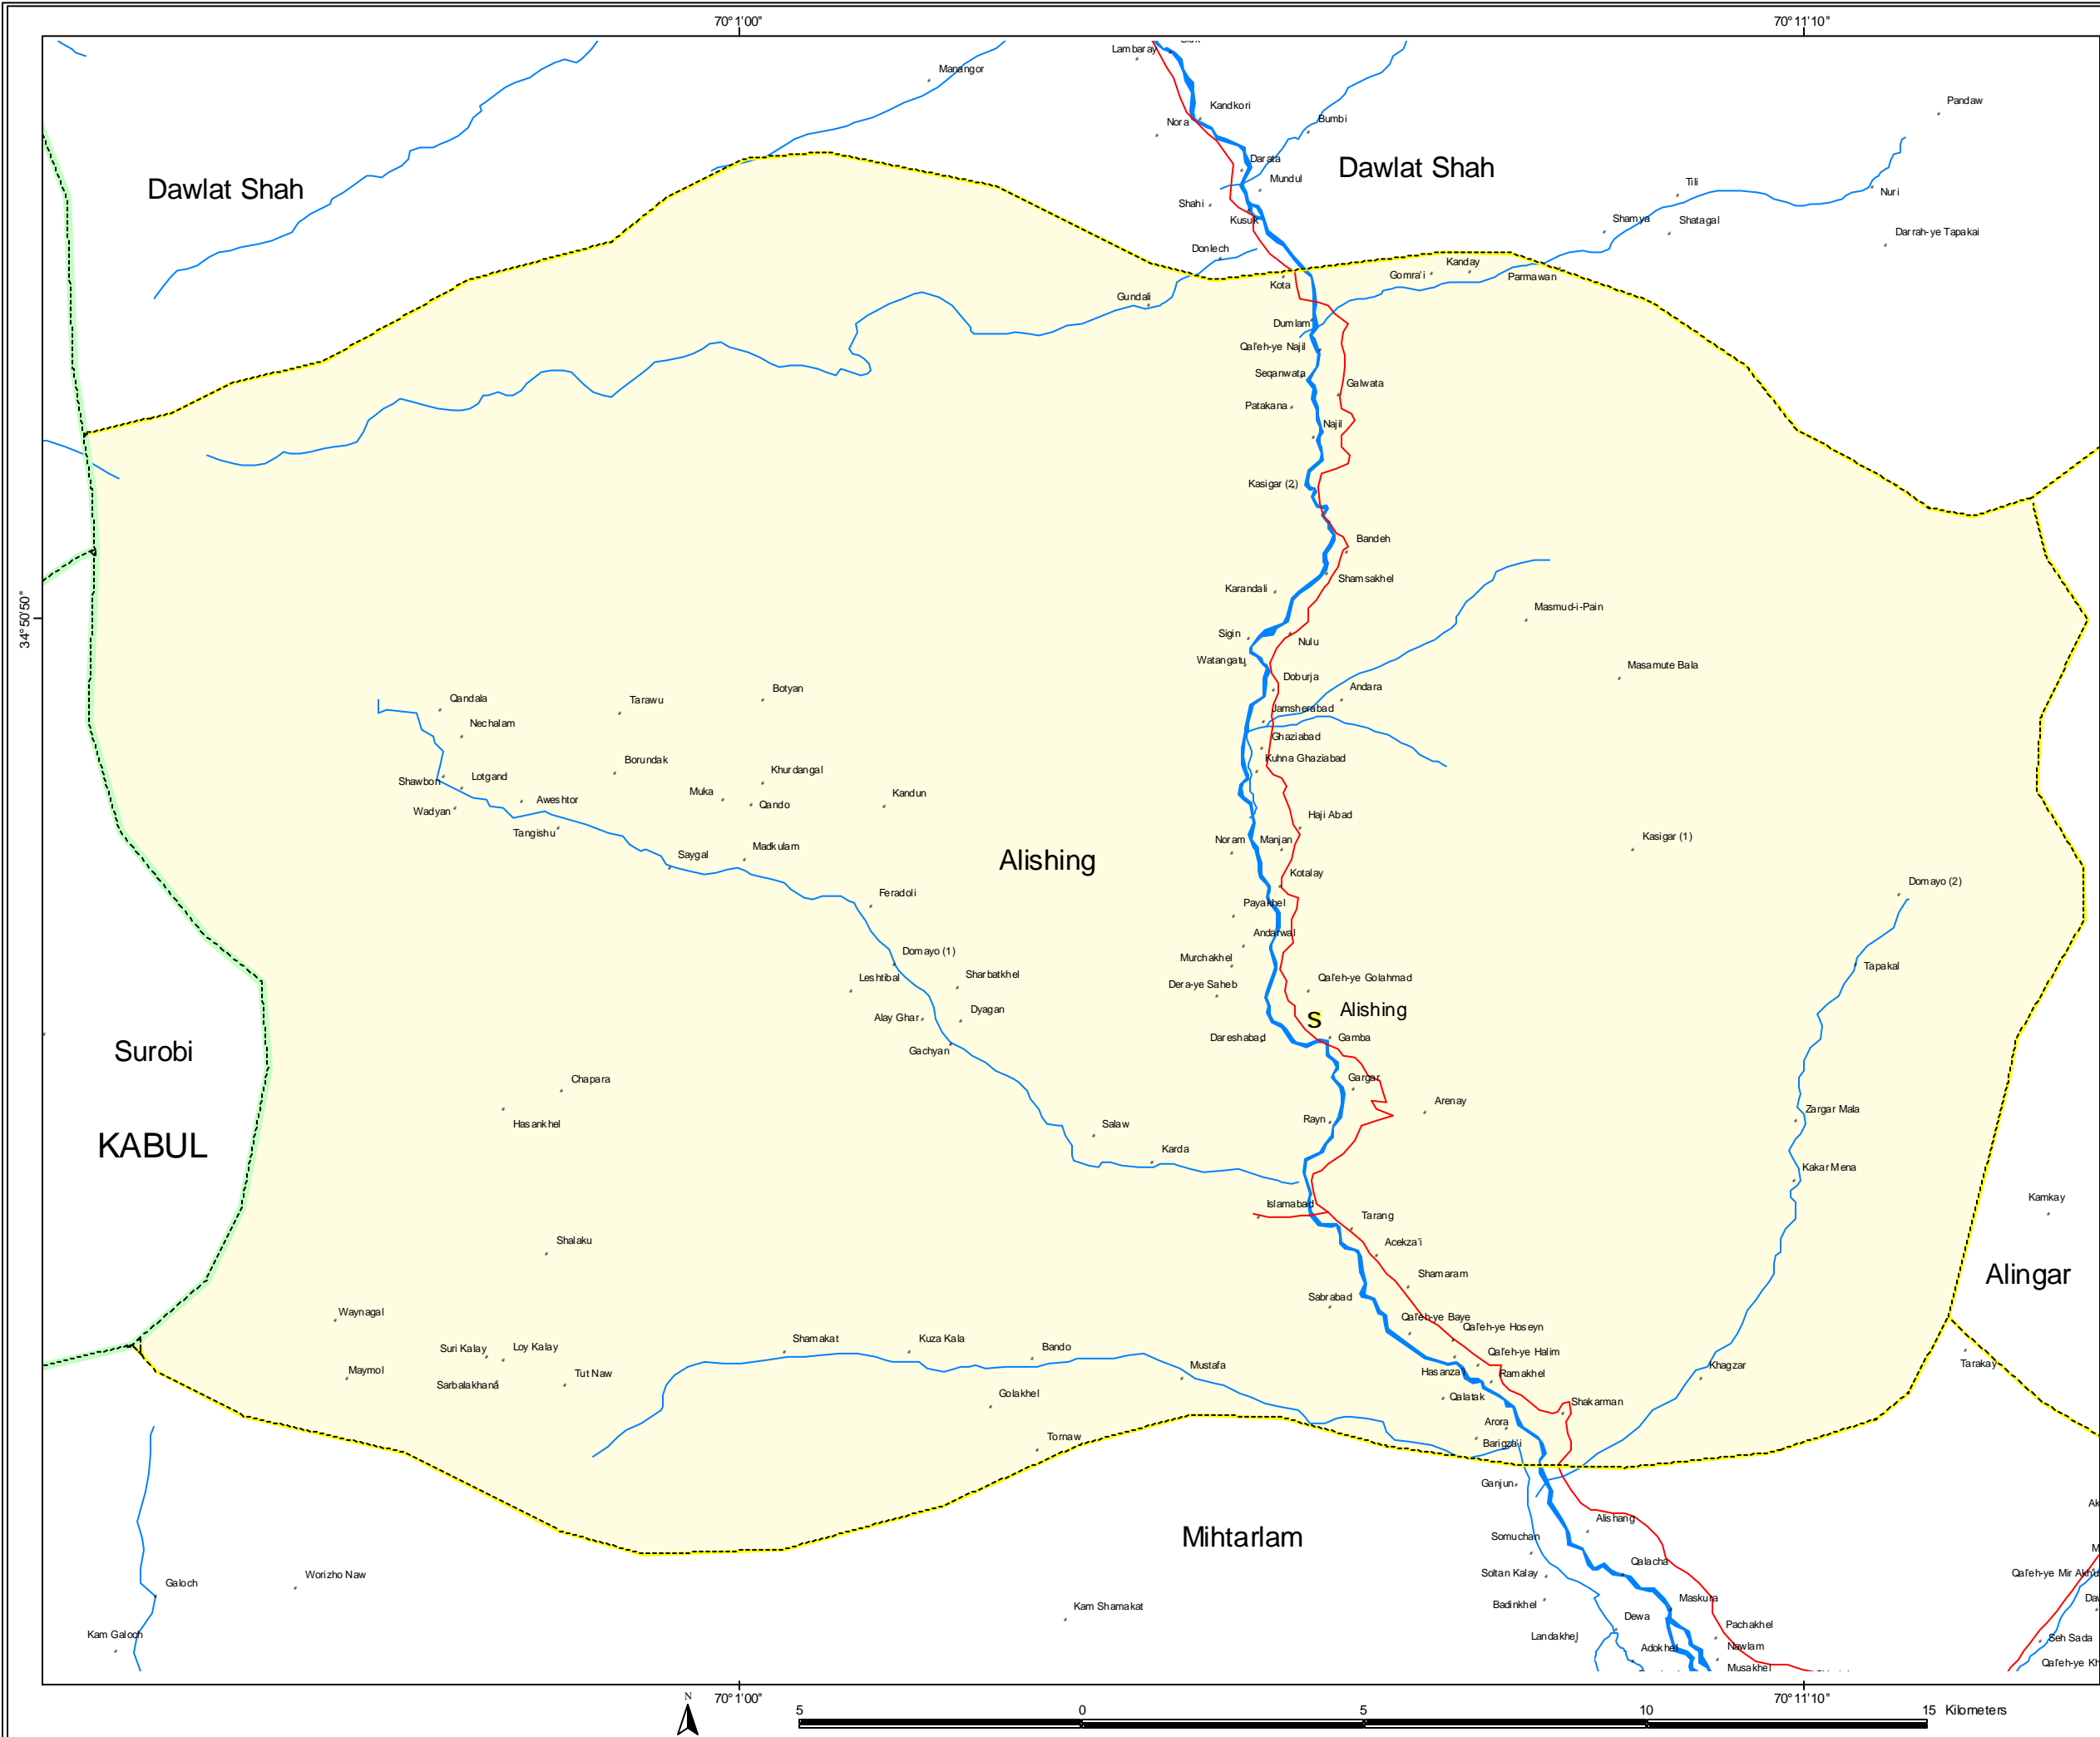 70°1'00"
70°11'10"
Lambaray
Manangor
Pandaw
Kandkori
Nora
Bumbi
Darata
Dawlat Shah
Dawlat Shah
Mundul
Tili
Nuri
Shahi
Kusuk
Shamya
Shatagal
Darrah-ye Tapakai
Donlech
Kanday
Gomra'i
Parmawan
Kota
Gundali
Dumlam
Qal'eh-ye Najil
Seqanwata
Galwata
Patakana
Najil
Kasigar (2)
Bandeh
Shamsakhel
Karandali
34°50'50"
Masmud-i-Pain
Sigin
Nulu
Watangatu
Masamute Bala
Doburja
Andara
Qandala
Tarawu
Botyan
Nechalam
Jamsherabad
Ghaziabad
Kuhna Ghaziabad
Borundak
Khurdangal
Shawbon
Lotgand
Muka
Qando
Kandun
Wadyan
Aweshtor
Haji Abad
Tangishu
Noram
Manjan
Kasigar (1)
Saygal
Madkulam
Alishing
Kotalay
Domayo (2)
Feradoli
Payakhel
Andarwal
Domayo (1)
Murchakhel
Tapakal
Leshtibal
Sharbatkhel
Dera-ye Saheb
Qal'eh-ye Golahmad
Alay Ghar
Dyagan
S
Alishing
Dareshabad
Gamba
Surobi
Gachyan
Chapara
Gargar
Hasankhel
Rayn
Arenay
Zargar Mala
KABUL
Salaw
Karda
Kakar Mena
Islamabad
Kamkay
Tarang
Shalaku
Acekza'i
Shamaram
Alingar
Sabrabad
Waynagal
Qal'eh-ye Baye
Qal'eh-ye Hoseyn
Shamakat
Kuza Kala
Suri Kalay
Loy Kalay
Bando
Qal'eh-ye Halim
Mustafa
Hasanza'i
Ramakhel
Khagzar
Tarakay
Maymol
Sarbalakhana
Tut Naw
Golakhel
Qalatak
Shakarman
Arora
Tornaw
Barigza'i
Ganjun
Alishang
Mihtarlam
Somuchan
Qalacha
Soltan Kalay
Galoch
Worizho Naw
Badinkhel
Maskura
Kam Shamakat
Dewa
Pachakhel
Kam Galoch
Landakhel
Adokhel
Nawlam
Seh Sada
Musakhel
70°1'00"
70°11'10"
N
5 0 5 10 15 Kilometers